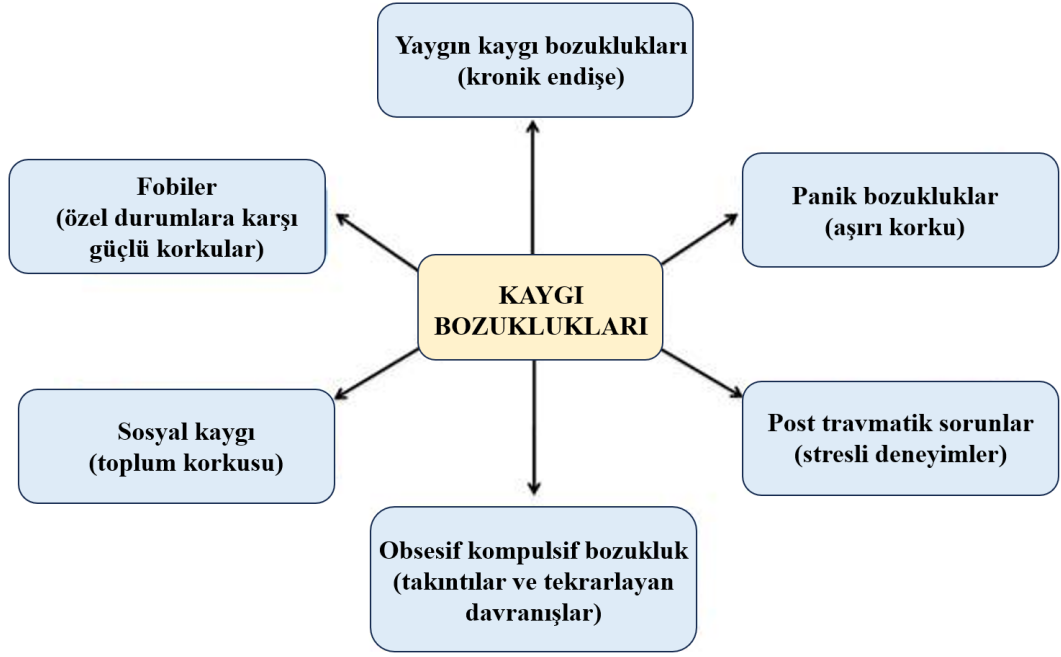 Yaygın kaygı bozuklukları
(kronik endişe)
Fobiler
(özel durumlara karşı
güçlü korkular)
Panik bozukluklar
(aşırı korku)
KAYGI
BOZUKLUKLARI
Sosyal kaygı
(toplum korkusu)
Post travmatik sorunlar
(stresli deneyimler)
Obsesif kompulsif bozukluk
(takıntılar ve tekrarlayan
davranışlar)